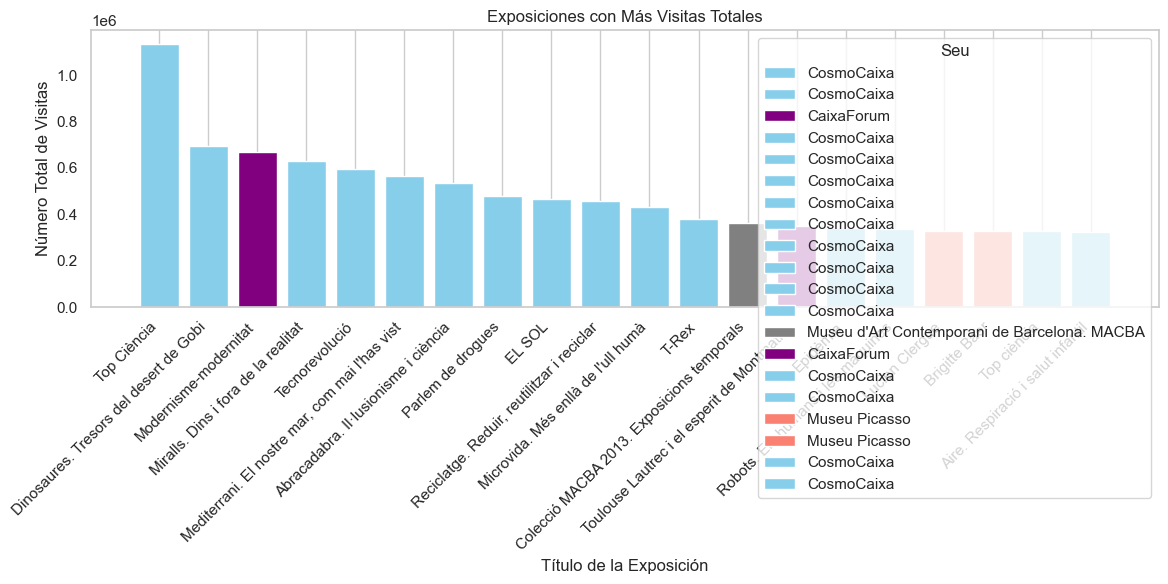 Exposiciones con Más Visitas Totales
1e6
Número Total de Visitas
1.0
0.8
0.6
0.4
0.2
0.0
Seu
CosmoCaixa
CosmoCaixa
CaixaForum
CosmoCaixa
CosmoCaixa
CosmoCaixa
CosmoCaixa
CosmoCaixa
CosmoCaixa
CosmoCaixa
CosmoCaixa
CosmoCaixa
Museu d'Art Contemporani de Barcelona. MACBA
CaixaForum
CosmoCaixa
CosmoCaixa
Museu Picasso
Museu Picasso
CosmoCaixa
CosmoCaixa
Top Ciència
Dinosaures. Tresors del desert de Gobi
Modernisme-modernitat
Miralls. Dins i fora de la realitat
Tecnorevolució
Mediterrani. El nostre mar, com mai l'has vist
Abracadabra. Il·lusionisme i ciència
Parlem de drogues
EL SOL
Reciclatge. Reduir, reutilitzar i reciclar
Microvida. Més enllà de l'ull humà
T-Rex
Colecció MACBA 2013. Exposicions temporals
Toulouse Lautrec i el esperit de
Robots.
Clergue
Brigitte
Top ciència
Aire. Respiració i salut infantil
Título de la Exposición